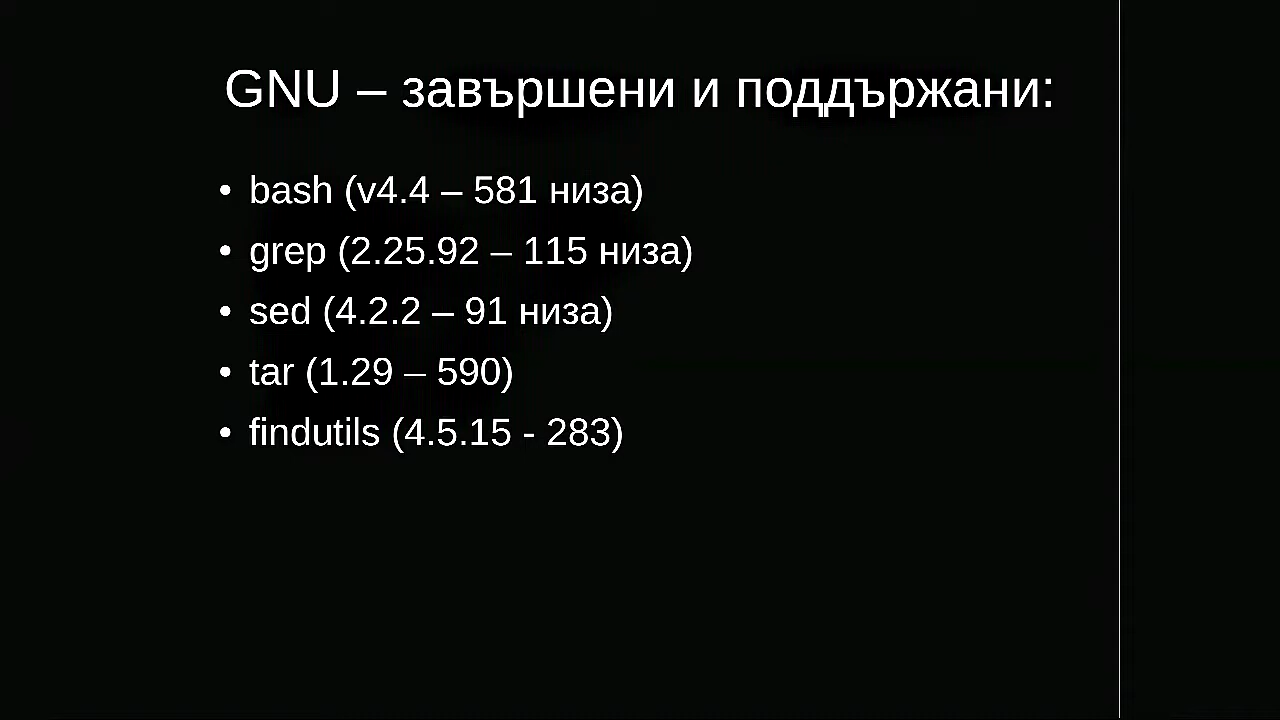 GNU – завършени и поддържани:
• bash (v4.4 – 581 низа)
• grep (2.25.92 – 115 низа)
• sed (4.2.2 – 91 низа)
• tar (1.29 – 590)
• findutils (4.5.15 - 283)